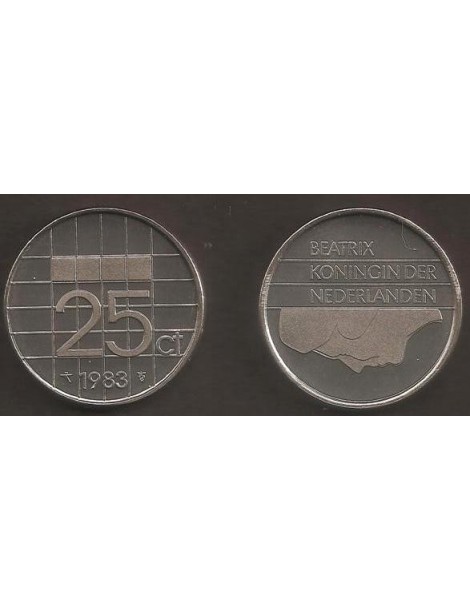 25 ct
1983
BEATRIX
KONINGIN DER
NEDERLANDEN